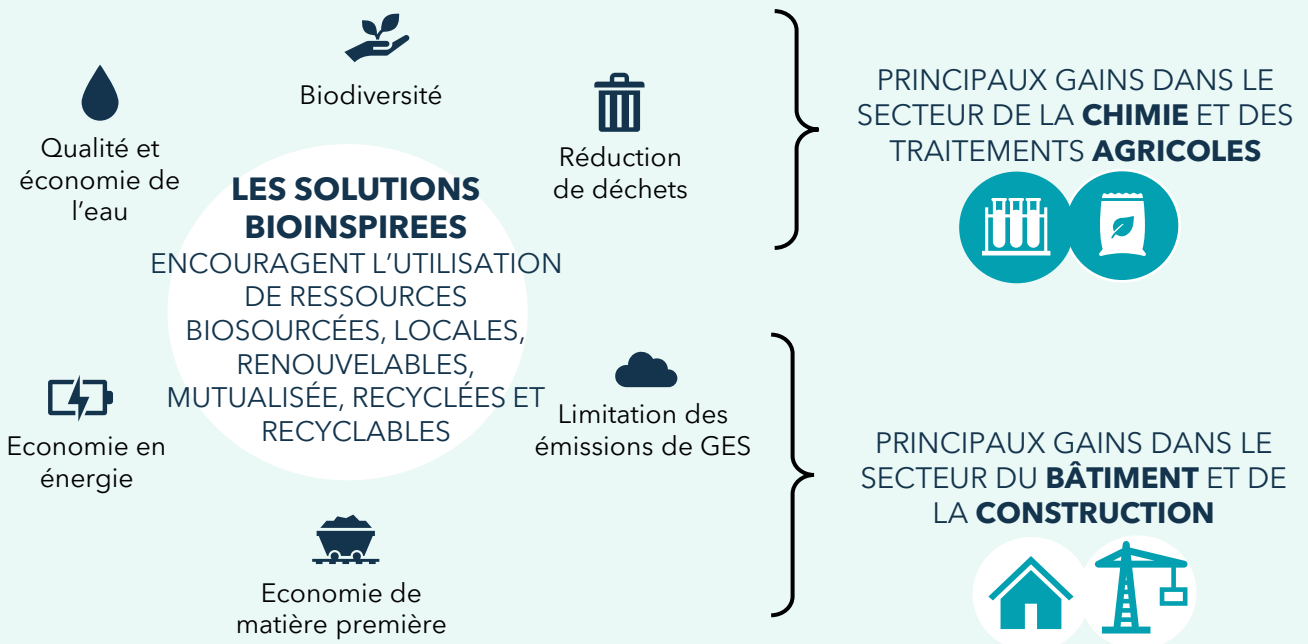 Biodiversité
Qualité et
économie de
l'eau
Réduction
de déchets
LES SOLUTIONS
BIOINSPIREES
ENCOURAGENT L'UTILISATION
DE RESSOURCES
BIOSOURCÉES, LOCALES,
RENOUVELABLES,
MUTUALISÉE, RECYCLÉES ET
RECYCLABLES
Economie en
énergie
Limitation des
émissions de GES
Economie de
matière première
PRINCIPAUX GAINS DANS LE
SECTEUR DE LA CHIMIE ET DES
TRAITEMENTS AGRICOLES
PRINCIPAUX GAINS DANS LE
SECTEUR DU BÂTIMENT ET DE
LA CONSTRUCTION